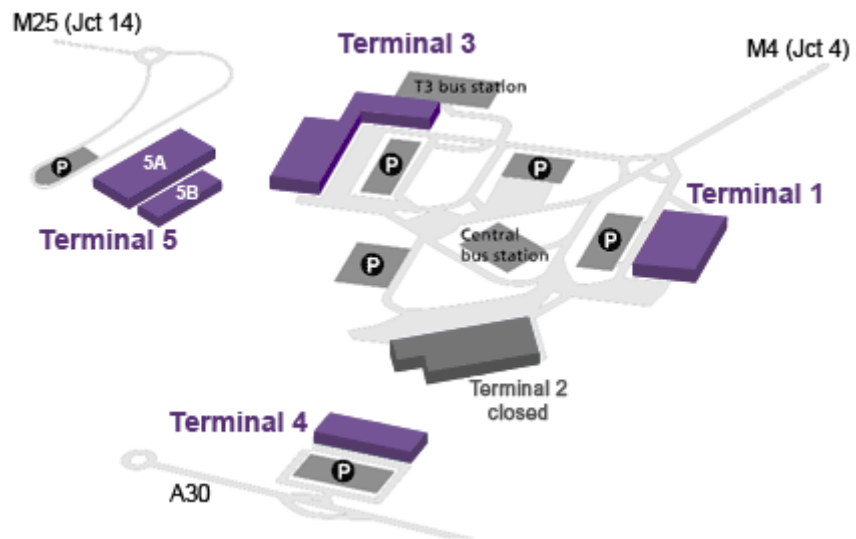 M25 (Jct 14)
Terminal 3
M4 (Jct 4)
T3 bus station
P
5A
P
P
5B
Terminal 1
Terminal 5
Central
bus station
P
P
Terminal 2
closed
Terminal 4
P
A30